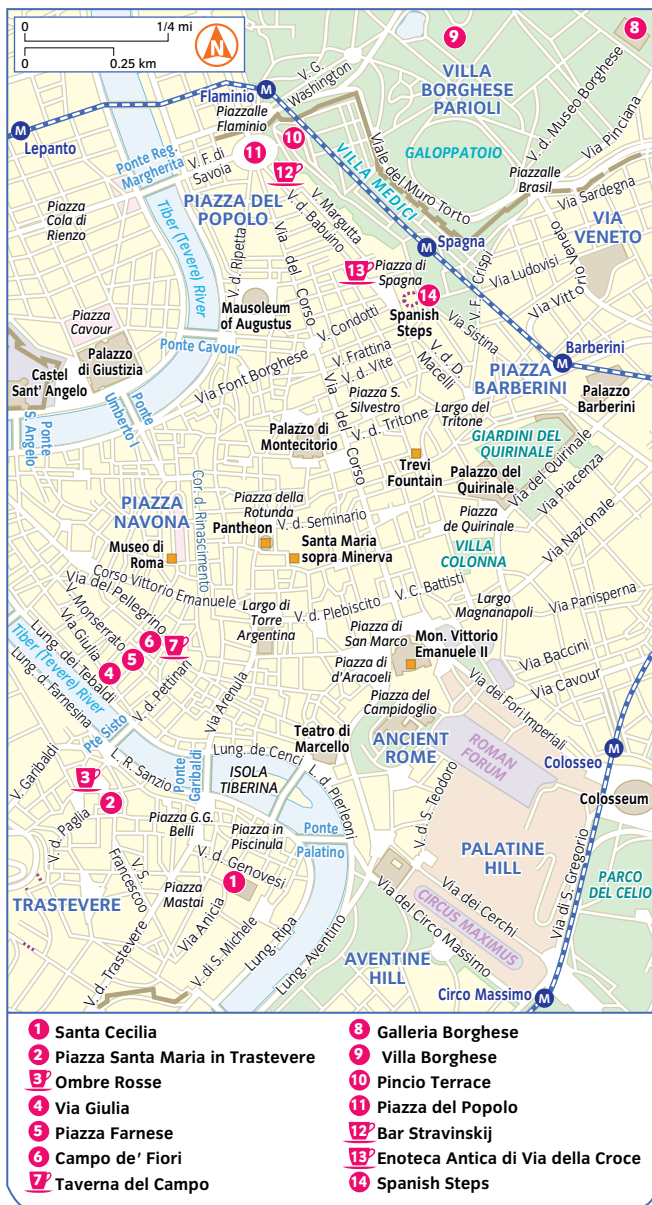 0 1/4 mi
0 0.25 km
N
8
9
VILLA
BORGHESE
PARIOLI
V. G.
Washington
V. d. Museo Borghese
Via Pinciana
M
Flaminio
Piazzalle
Flaminio
M
Lepanto
10
11
Ponte Reg.
Margherita
V. F. di
Savoia
GALOPPATOIO
VILLA MEDICI
Viale del Muro Torto
Piazzalle
Brasil
Via Sardegna
12
PIAZZA DEL
POPOLO
V. Margutta
V. d. Babuino
Piazza
Cola di
Rienzo
Tiber (Tevere) River
V. d. Ripetta
Via del Corso
M
Spagna
VIA
VENETO
Via Ludovisi
Via Vittorio Veneto
V. F. Crispi
13
Piazza di
Spagna
14
Spanish
Steps
Via Sistina
Mausoleum
of Augustus
Piazza
Cavour
Palazzo
di Giustizia
Ponte Cavour
Castel
Sant' Angelo
Ponte
S. Angelo
Ponte
Umberto I
Via Font Borghese
V. Condotti
V. Frattina
V. d. Vite
V. d. D.
Macelli
PIAZZA
BARBERINI
Barberini
M
Palazzo
Barberini
Piazza S.
Silvestro
Via del Corso
Largo del
Tritone
V. d. Tritone
Palazzo di
Montecitorio
Trevi
Fountain
GIARDINI DEL
QUIRINALE
Palazzo del
Quirinale
Via del Quirinale
Via Piacenza
PIAZZA
NAVONA
Cor. d. Rinascimento
Piazza della
Rotunda
Pantheon
V. d. Seminario
Piazza
de Quirinale
Via Nazionale
Museo di
Roma
Santa Maria
sopra Minerva
VILLA
COLONNA
Corso Vittorio Emanuele
Via del Pellegrino
V. Monserrato
Via Giulia
Lung. dei Tebaldi
Tiber (Tevere) River
Lung. d. Farnesina
6
7
5
4
V. d. Pettinari
Largo di
Torre
Argentina
V. d. Plebiscito
V. C. Battisti
Largo
Magnanapoli
Via Panisperna
Piazza di
San Marco
Mon. Vittorio
Emanuele II
Piazza di
d'Aracoeli
Via Baccini
Via Cavour
Via dei Fori Imperiali
Piazza del
Campidoglio
Via Arenula
Pte Sisto
Teatro di
Marcello
ANCIENT
ROME
ROMAN
FORUM
M
Colosseo
Colosseum
V. Garibaldi
L. R. Sanzio
Ponte
Garibaldi
Lung. de Cenci
ISOLA
TIBERINA
L. d. Pierleoni
3
2
V. d. Paglia
Piazza G.G.
Belli
Piazza in
Piscinula
Ponte
Palatino
V. d. S. Teodoro
PALATINE
HILL
Via di S. Gregorio
PARCO
DEL CELIO
V. S.
Francescoo
V. d. Genovesi
1
TRASTEVERE
Piazza
Mastai
Via Anicia
V. di S. Michele
Lung. Ripa
Lung. Aventino
V. d. Trastevere
Via dei Cerchi
CIRCUS MAXIMUS
Via del Circo Massimo
AVENTINE
HILL
Circo Massimo
M
1 Santa Cecilia
2 Piazza Santa Maria in Trastevere
3 Ombre Rosse
4 Via Giulia
5 Piazza Farnese
6 Campo de' Fiori
7 Taverna del Campo
8 Galleria Borghese
9 Villa Borghese
10 Pincio Terrace
11 Piazza del Popolo
12 Bar Stravinskij
13 Enoteca Antica di Via della Croce
14 Spanish Steps